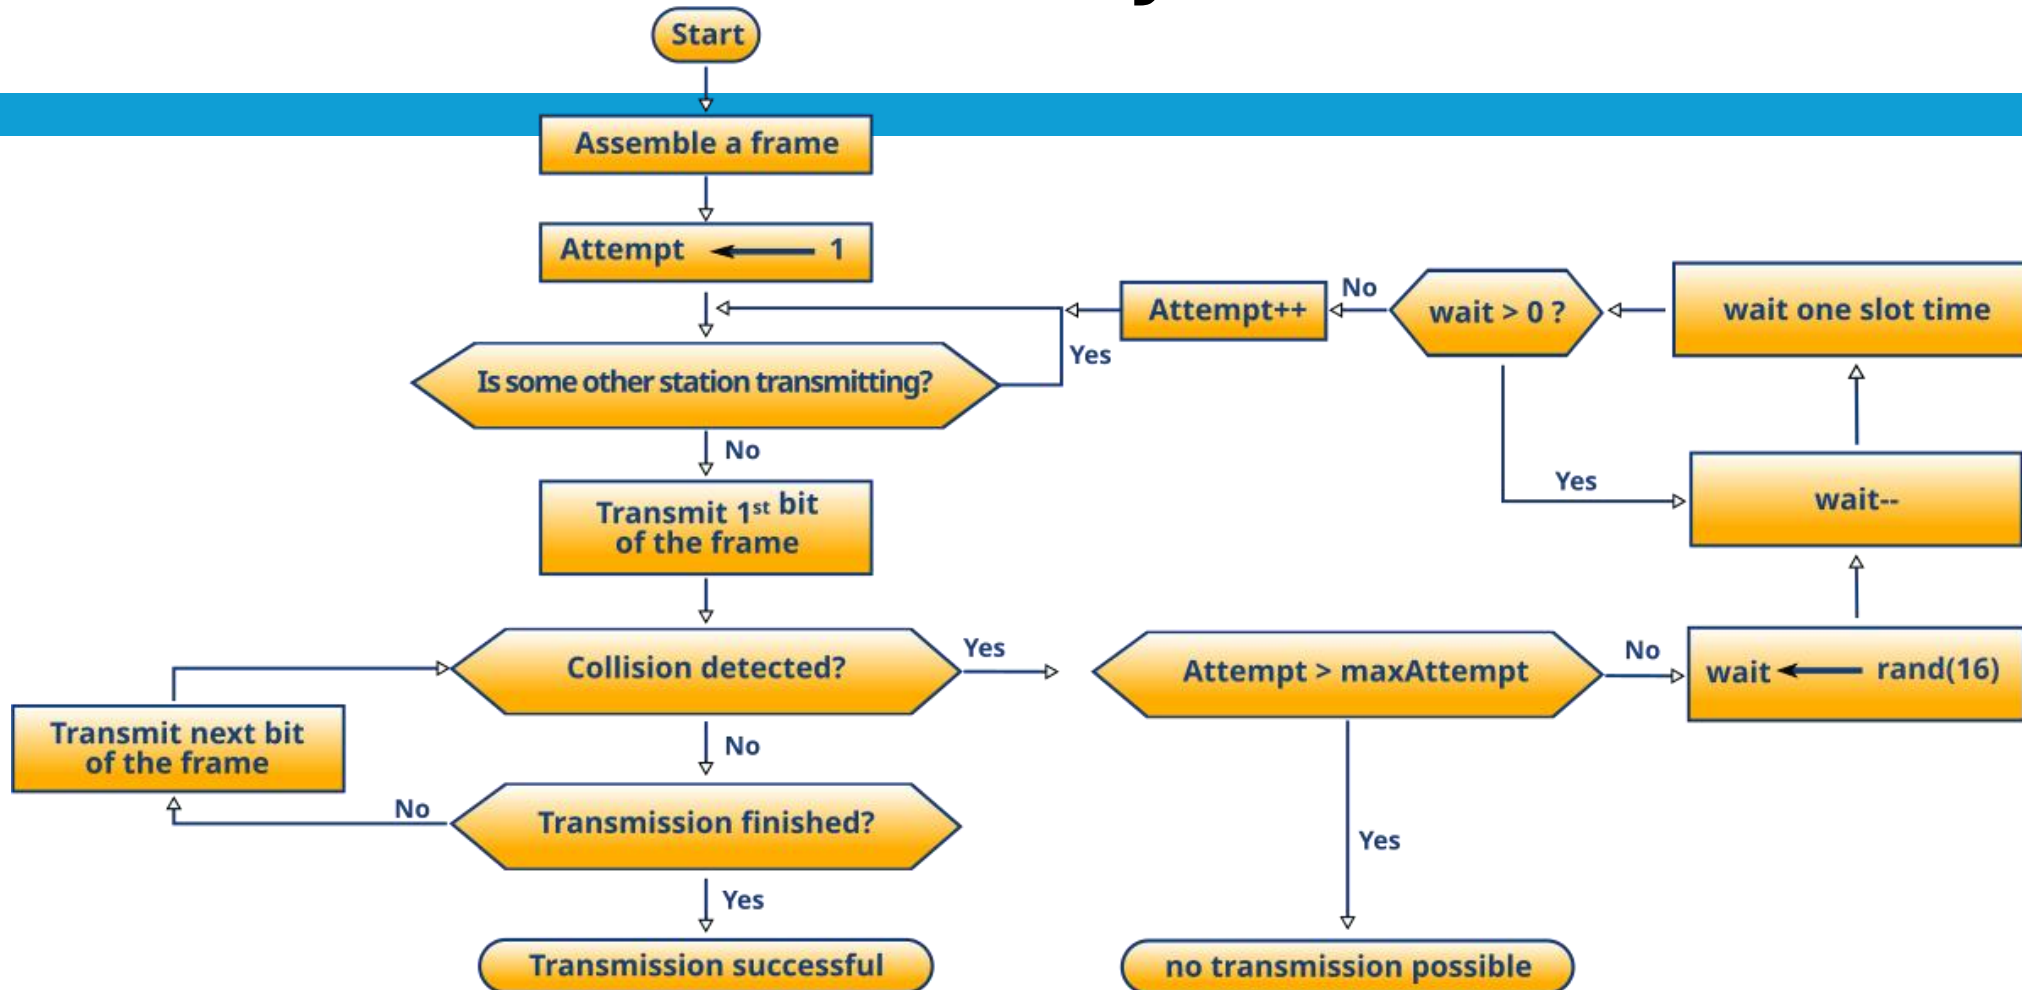 Start
Assemble a frame
Attempt 1
Is some other station transmitting?
Yes
No
Transmit 1st bit
of the frame
Collision detected?
Yes
No
Transmit next bit
of the frame
Transmission finished?
No
Yes
Transmission successful
Attempt > maxAttempt
No
Yes
no transmission possible
wait rand(16)
wait--
wait one slot time
wait > 0 ?
Yes
No
Attempt++